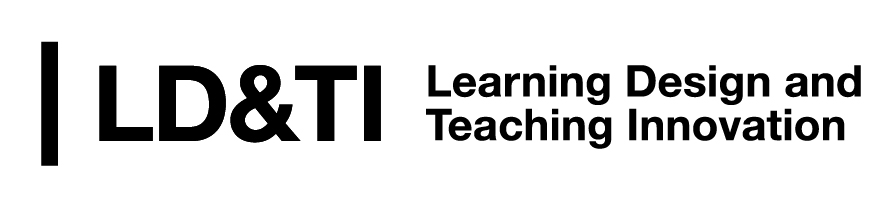 LD&TI
Learning Design and
Teaching Innovation